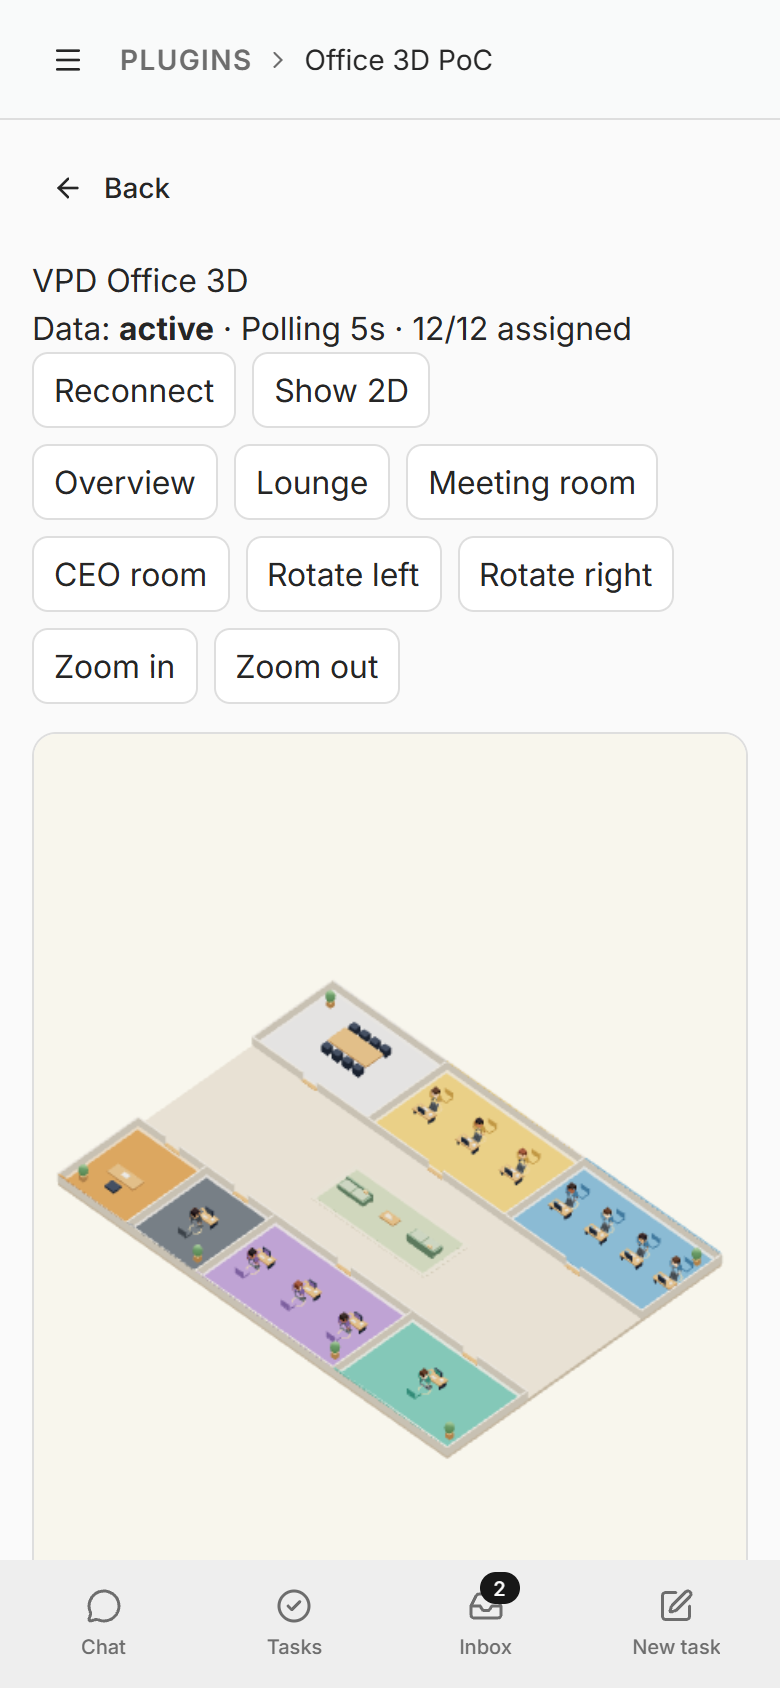 PLUGINS > Office 3D PoC
Back
VPD Office 3D
Data: active · Polling 5s · 12/12 assigned
Reconnect Show 2D
Overview Lounge Meeting room
CEO room Rotate left Rotate right
Zoom in Zoom out
2
Chat Tasks Inbox New task